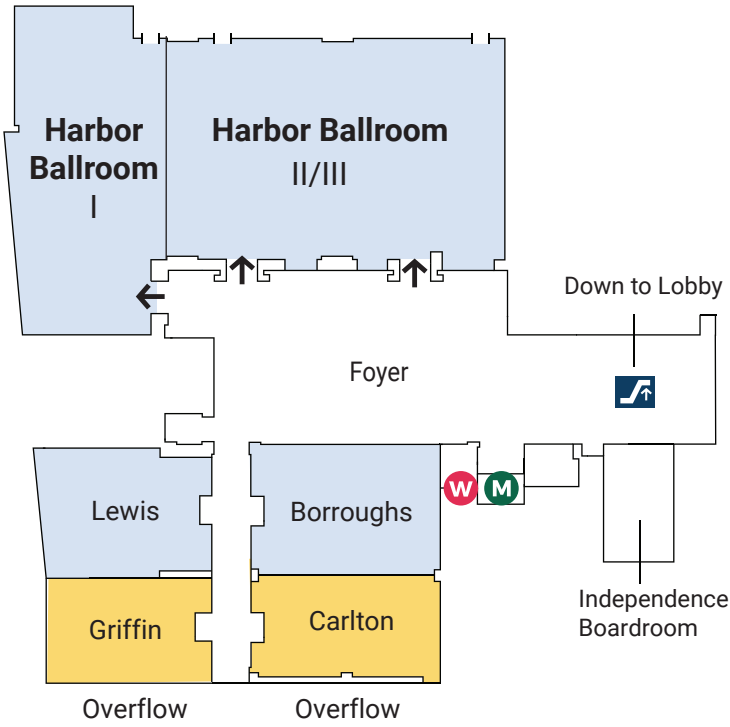 Harbor
Ballroom
I
Harbor Ballroom
II/III
Down to Lobby
Foyer
Lewis
Borroughs
W
M
Griffin
Carlton
Independence
Boardroom
Overflow
Overflow